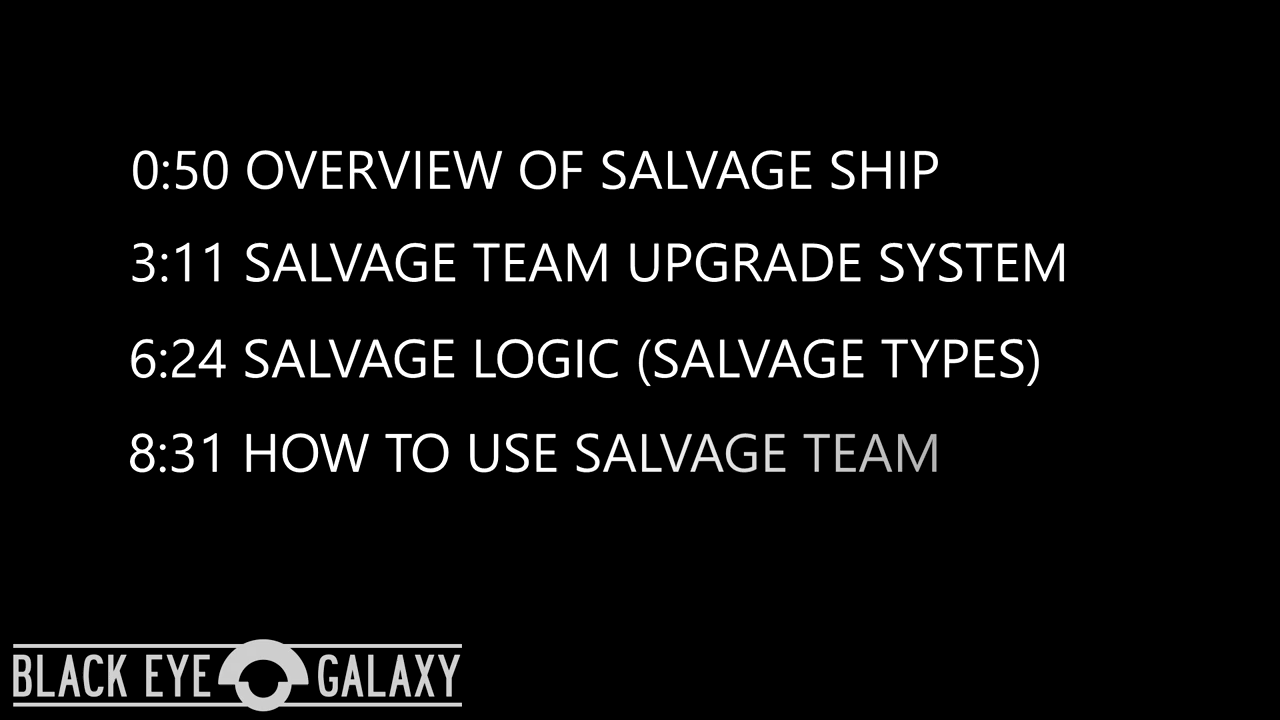 0:50 OVERVIEW OF SALVAGE SHIP
3:11 SALVAGE TEAM UPGRADE SYSTEM
6:24 SALVAGE LOGIC (SALVAGE TYPES)
8:31 HOW TO USE SALVAGE TEAM
BLACK EYE GALAXY